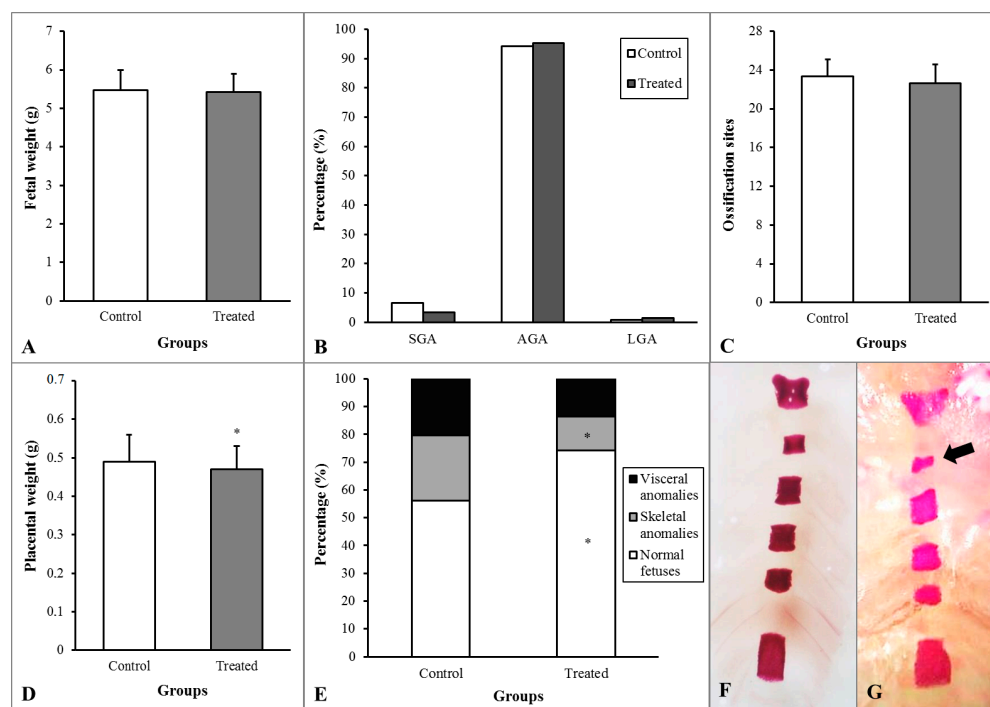 Fetal weight (g)
7
6
5
4
3
2
1
0
Control
Treated
Groups
A
Percentage (%)
100
90
80
70
60
50
40
30
20
10
0
Control
Treated
SGA
AGA
LGA
B
Ossification sites
28
24
20
16
12
8
4
0
Control
Treated
Groups
C
Placental weight (g)
0.7
0.6
0.5
0.4
0.3
0.2
0.1
0
*
Control
Treated
Groups
D
Percentage (%)
100
90
80
70
60
50
40
30
20
10
0
*
*
Visceral
anomalies
Skeletal
anomalies
Normal
fetuses
Control
Treated
Groups
E
F
G